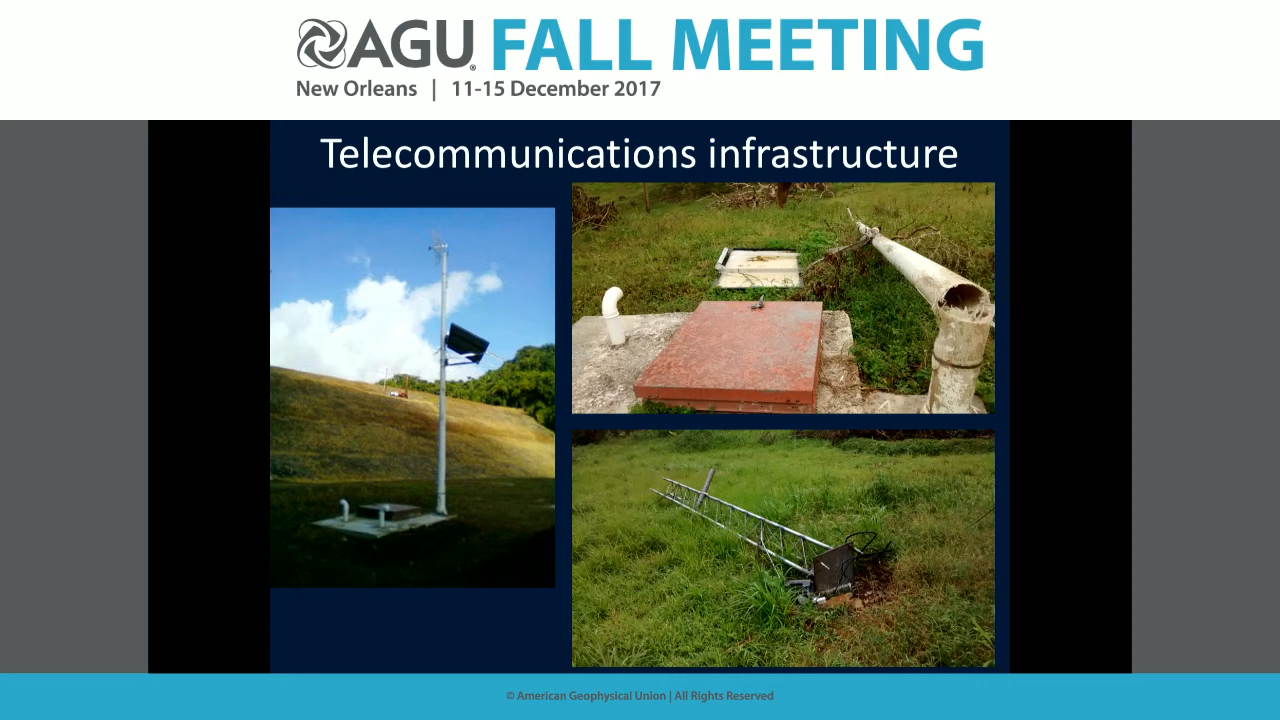 AGU FALL MEETING
New Orleans | 11-15 December 2017
Telecommunications infrastructure
© American Geophysical Union | All Rights Reserved